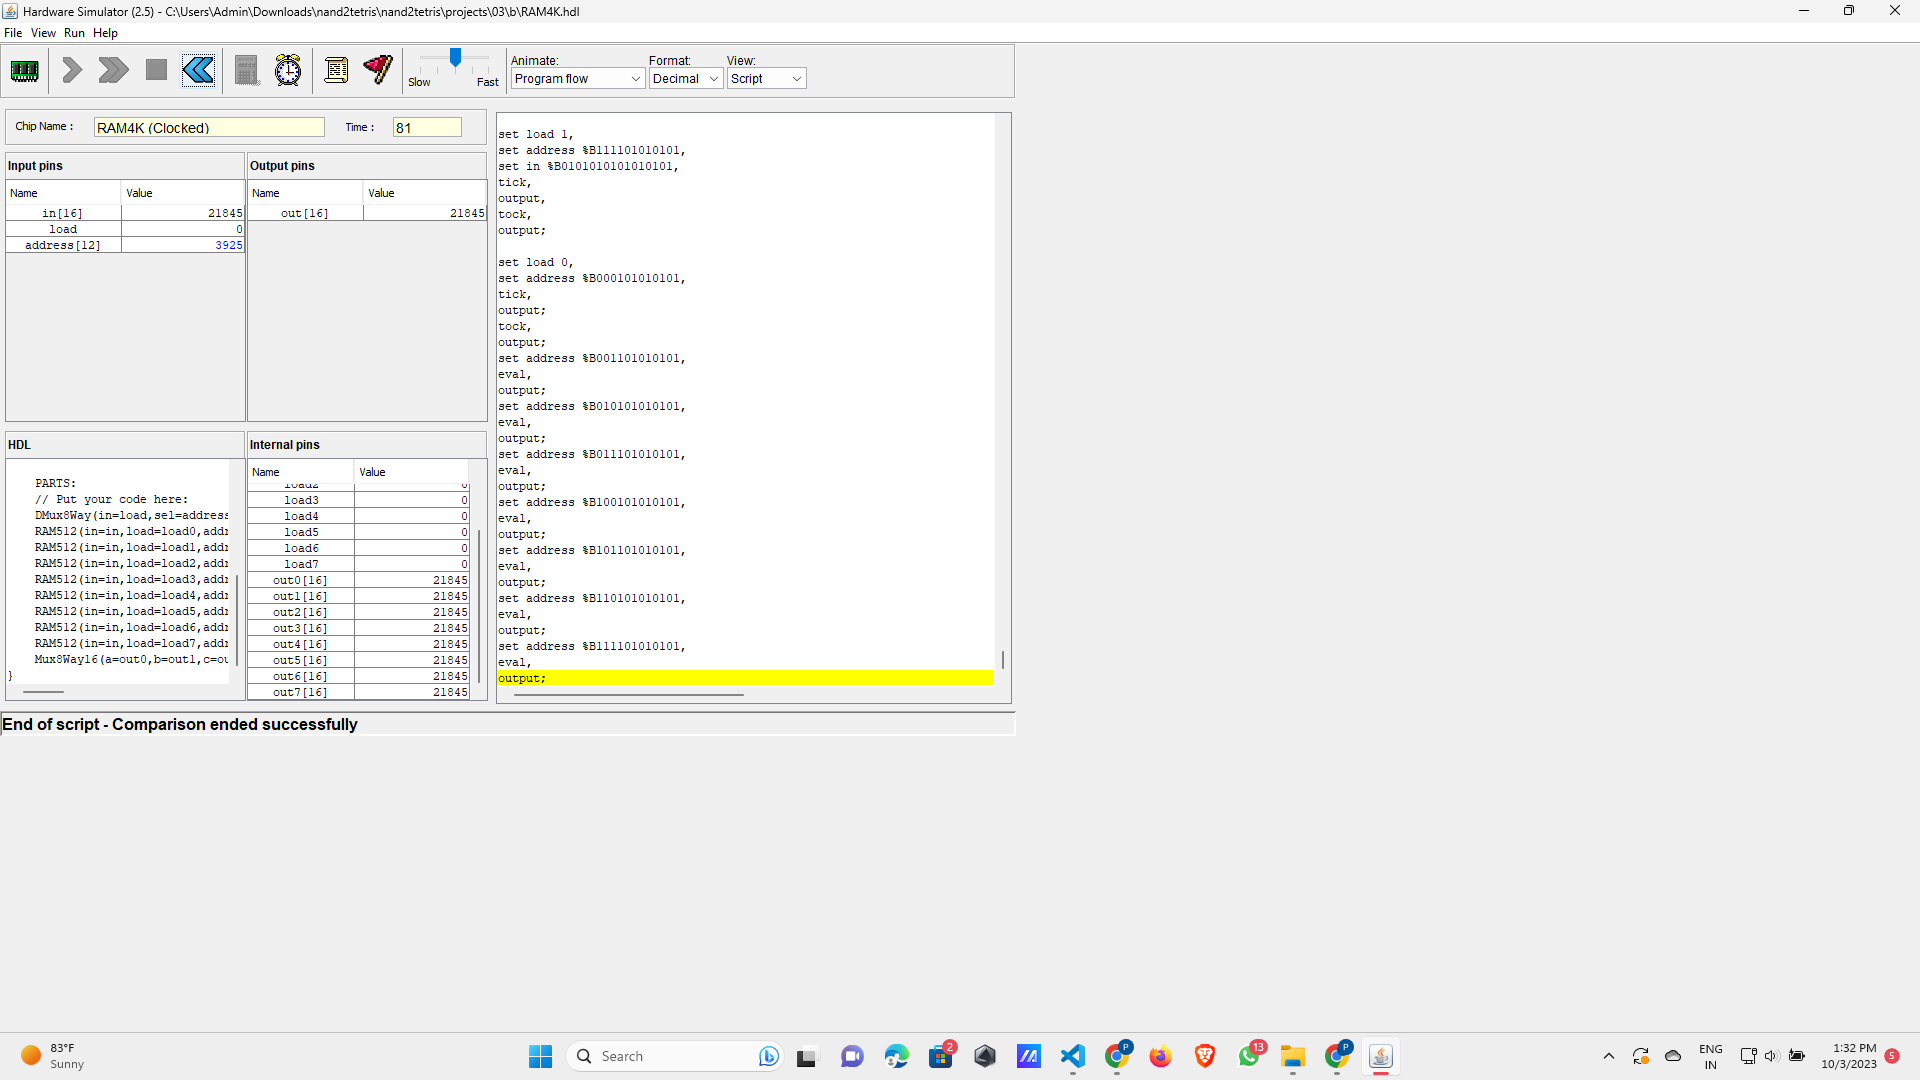 Hardware Simulator (2.5) - C:\Users\Admin\Downloads\nand2tetris\nand2tetris\projects\03\b\RAM4K.hdl
File View Run Help
Slow Fast
Animate: Format: View:
Program flow Decimal Script
Chip Name : RAM4K (Clocked) Time : 81
Input pins
Name Value
in[16] 21845
load 0
address[12] 3925
Output pins
Name Value
out[16] 21845
HDL
PARTS:
// Put your code here:
DMux8Way(in=load,sel=address
RAM512(in=in,load=load0,addr
RAM512(in=in,load=load1,addr
RAM512(in=in,load=load2,addr
RAM512(in=in,load=load3,addr
RAM512(in=in,load=load4,addr
RAM512(in=in,load=load5,addr
RAM512(in=in,load=load6,addr
RAM512(in=in,load=load7,addr
Mux8Way16(a=out0,b=out1,c=ou
}
Internal pins
Name Value
load2 0
load3 0
load4 0
load5 0
load6 0
load7 0
out0[16] 21845
out1[16] 21845
out2[16] 21845
out3[16] 21845
out4[16] 21845
out5[16] 21845
out6[16] 21845
out7[16] 21845
set load 1,
set address %B111101010101,
set in %B0101010101010101,
tick,
output,
tock,
output;
set load 0,
set address %B000101010101,
tick,
output;
tock,
output;
set address %B001101010101,
eval,
output;
set address %B010101010101,
eval,
output;
set address %B011101010101,
eval,
output;
set address %B100101010101,
eval,
output;
set address %B101101010101,
eval,
output;
set address %B110101010101,
eval,
output;
set address %B111101010101,
eval,
output;
End of script - Comparison ended successfully
83°F
Sunny
Search
2
P
13
P
ENG
IN
1:32 PM
10/3/2023
5